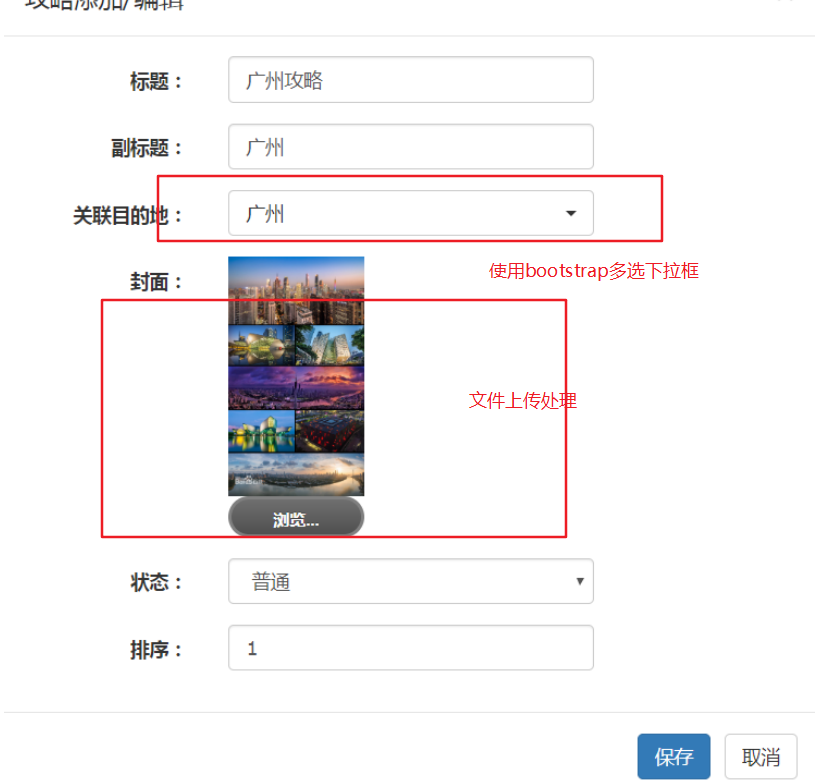 攻略添加/编辑
标题：
广州攻略
副标题：
广州
关联目的地：
广州
使用bootstrap多选下拉框
封面：
文件上传处理
浏览...
状态：
普通
排序：
1
保存
取消